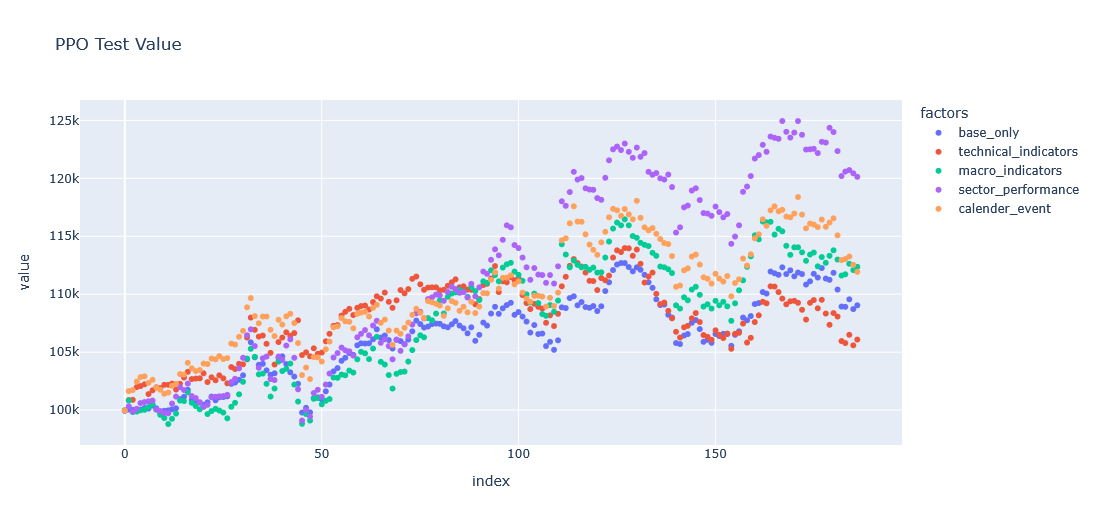 PPO Test Value
125k
120k
115k
110k
105k
100k
value
0
50
100
150
index
factors
base_only
technical_indicators
macro_indicators
sector_performance
calender_event